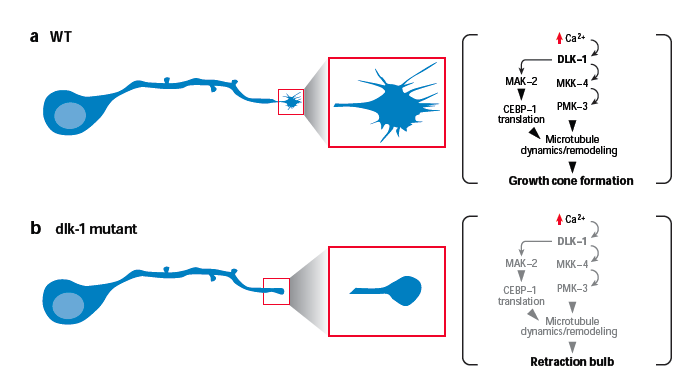 a WT
Ca²⁺
DLK–1
MAK–2
MKK–4
CEBP–1
translation
PMK–3
Microtubule
dynamics/remodeling
Growth cone formation
b dlk-1 mutant
Ca²⁺
DLK–1
MAK–2
MKK–4
CEBP–1
translation
PMK–3
Microtubule
dynamics/remodeling
Retraction bulb